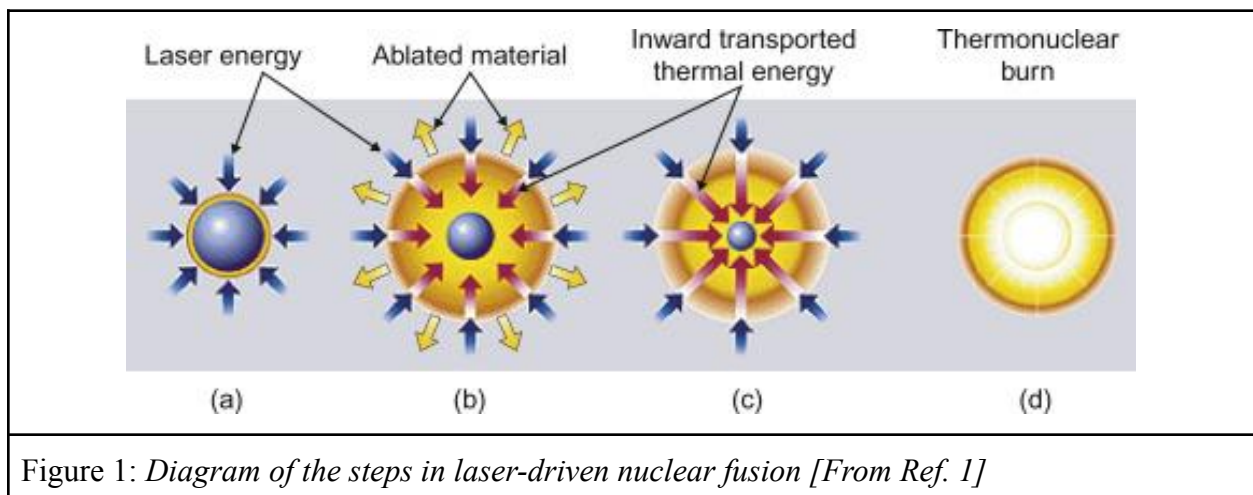 Laser energy
Ablated material
Inward transported
thermal energy
Thermonuclear
burn
(a)
(b)
(c)
(d)
Figure 1: Diagram of the steps in laser-driven nuclear fusion [From Ref. 1]